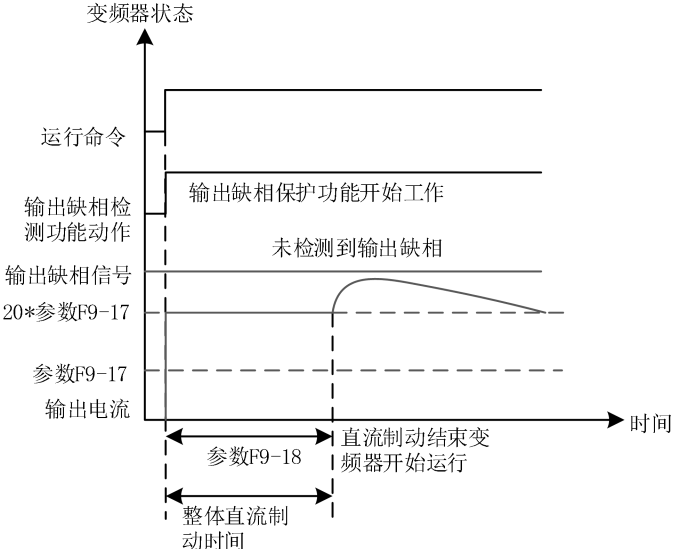 变频器状态
运行命令
输出缺相保护功能开始工作
输出缺相检
测功能动作
未检测到输出缺相
输出缺相信号
20*参数F9-17
参数F9-17
输出电流
时间
直流制动结束变
频器开始运行
参数F9-18
整体直流制
动时间